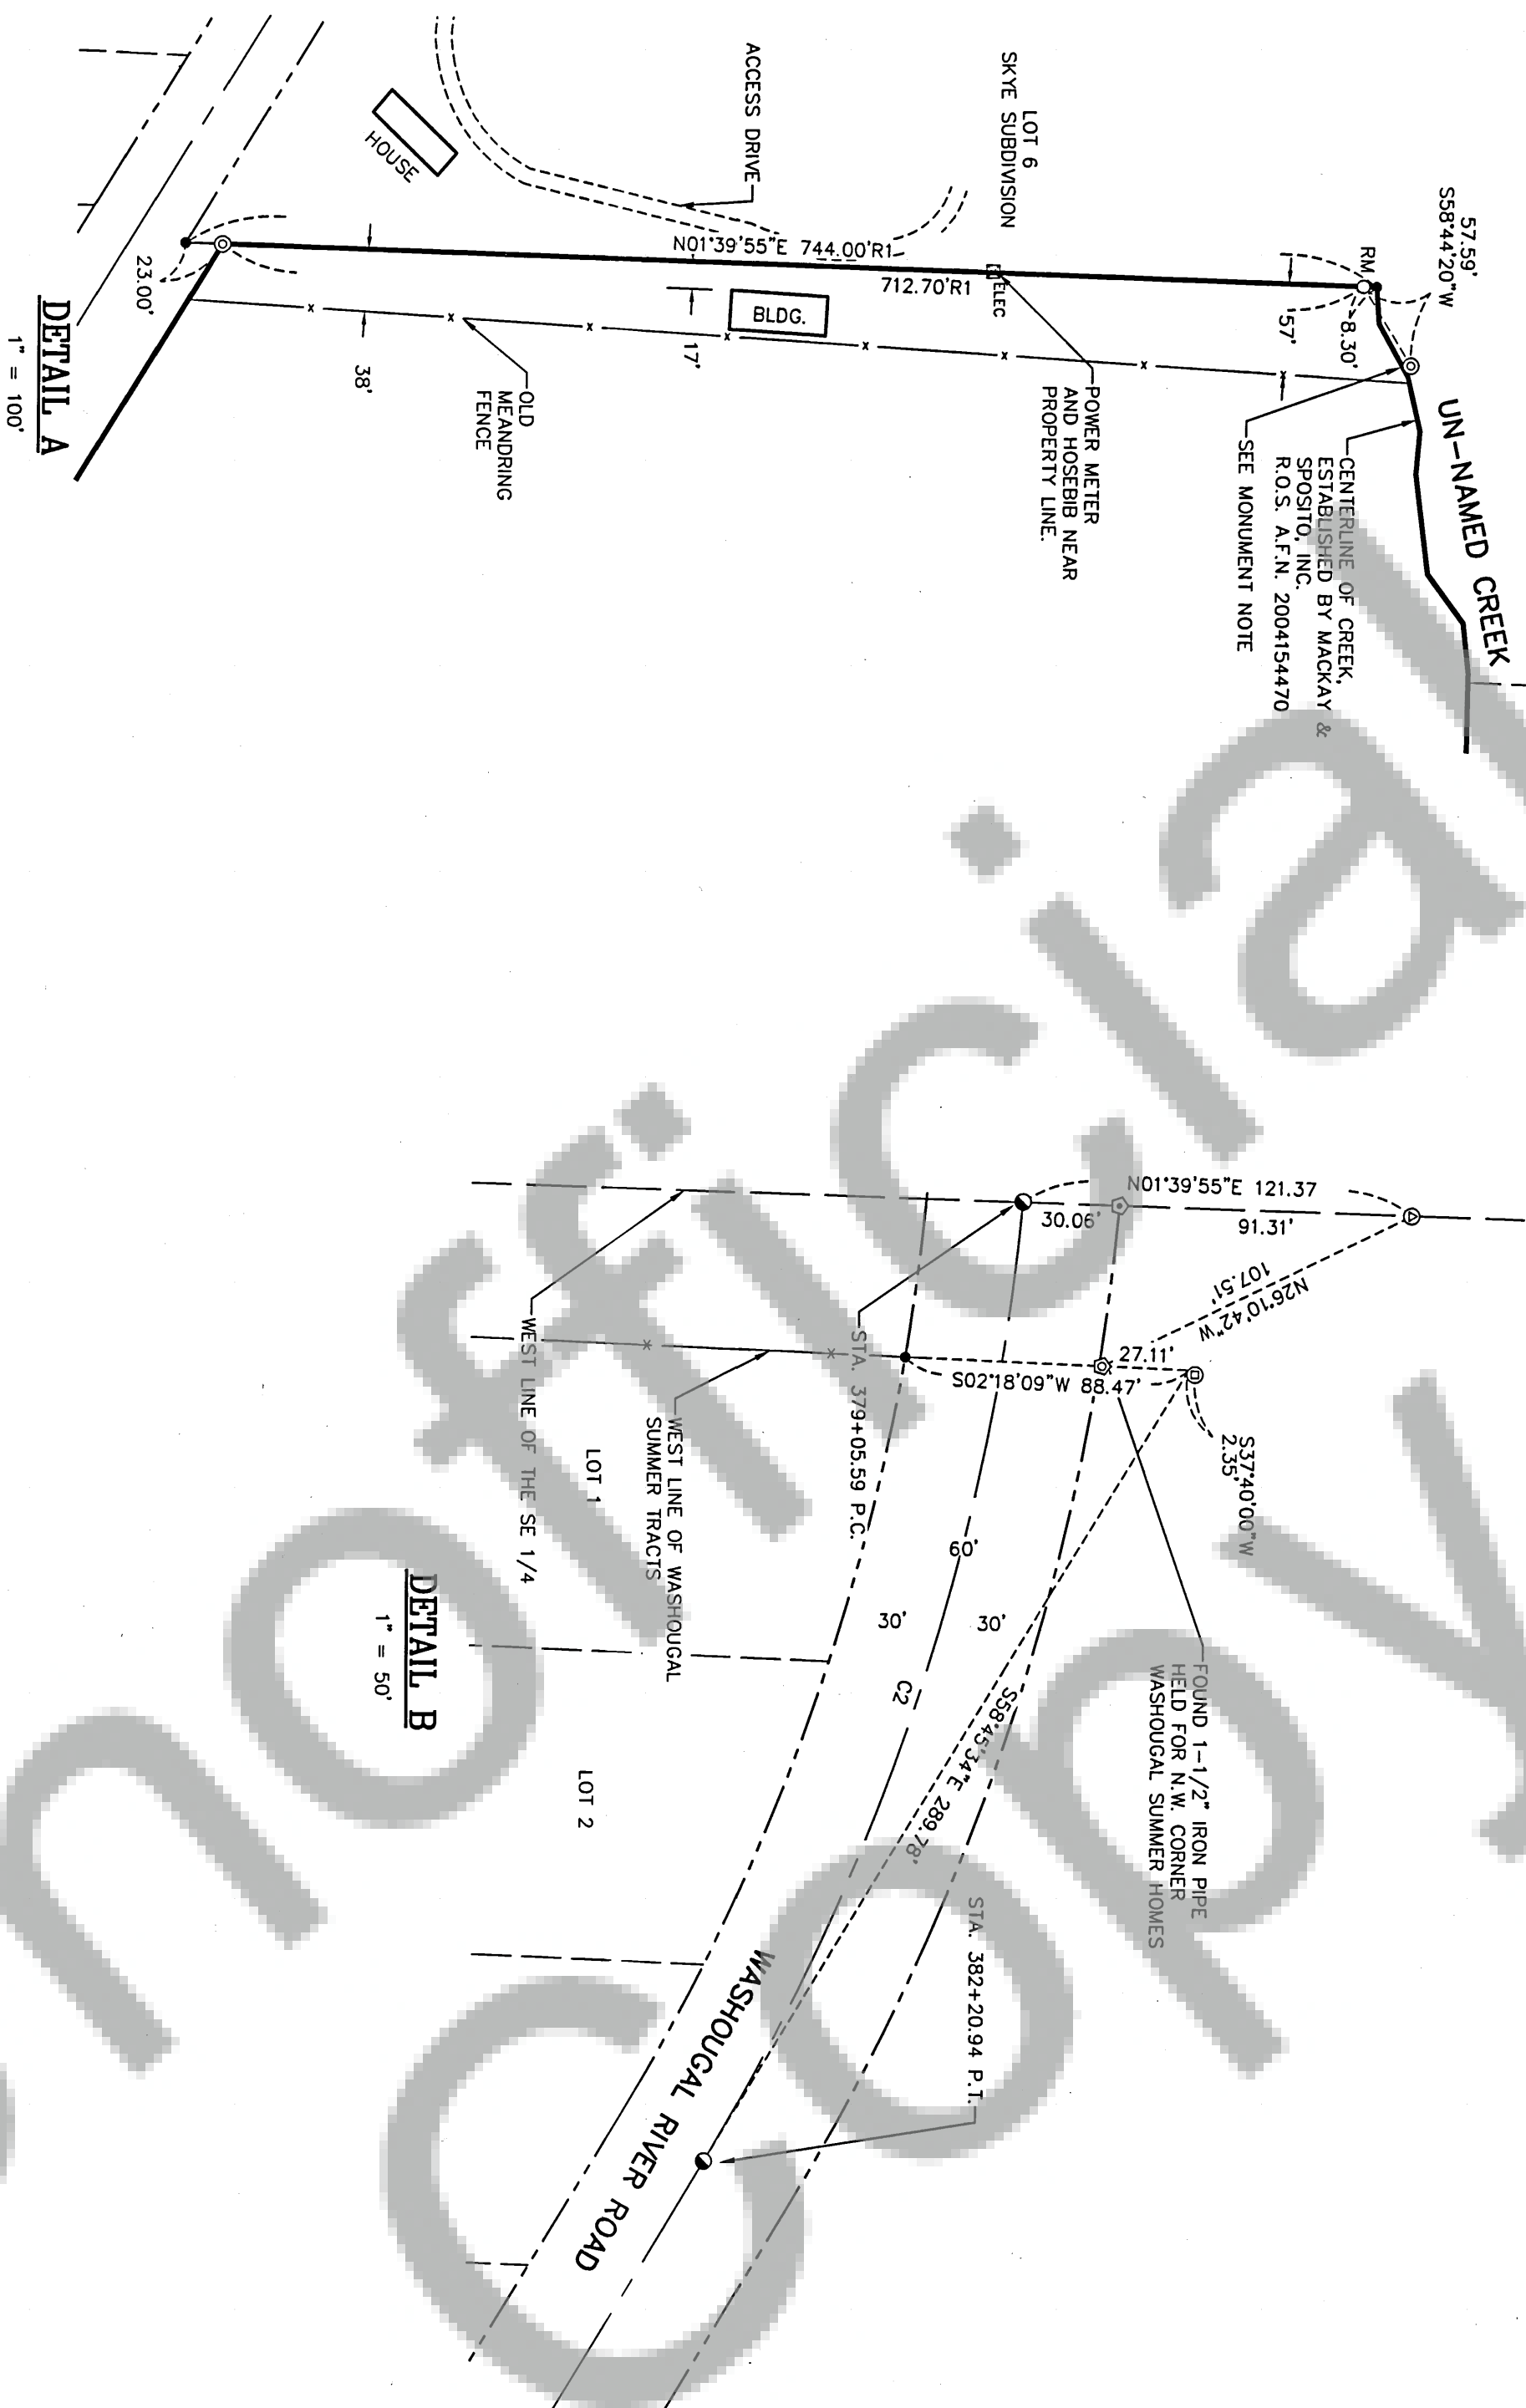 57.59'
S58°44'20"W
RM
8.30'
57'
UN-NAMED CREEK
CENTERLINE OF CREEK,
ESTABLISHED BY MACKAY &
SPOSITO, INC.
R.O.S. A.F.N. 2004154470
SEE MONUMENT NOTE
LOT 6
SKYE SUBDIVISION
ELEC
POWER METER
AND HOSEBIB NEAR
PROPERTY LINE.
N01°39'55"E 744.00'R1
712.70'R1
ACCESS DRIVE
BLDG.
17'
HOUSE
OLD
MEANDRING
FENCE
38'
23.00'
DETAIL A
1" = 100'
N01°39'55"E 121.37
30.06'
91.31'
N26°10'42"W
107.51'
27.11'
S02°18'09"W 88.47'
S37°40'00"W
2.35'
FOUND 1-1/2" IRON PIPE
HELD FOR N.W. CORNER
WASHOUGAL SUMMER HOMES
STA. 379+05.59 P.C.
WEST LINE OF WASHOUGAL
SUMMER TRACTS
WEST LINE OF THE SE 1/4
LOT 1
60'
30'
30'
C2
S58°45'34"E 289.78'
STA. 382+20.94 P.T.
LOT 2
WASHOUGAL RIVER ROAD
DETAIL B
1" = 50'
unofficial
Copy